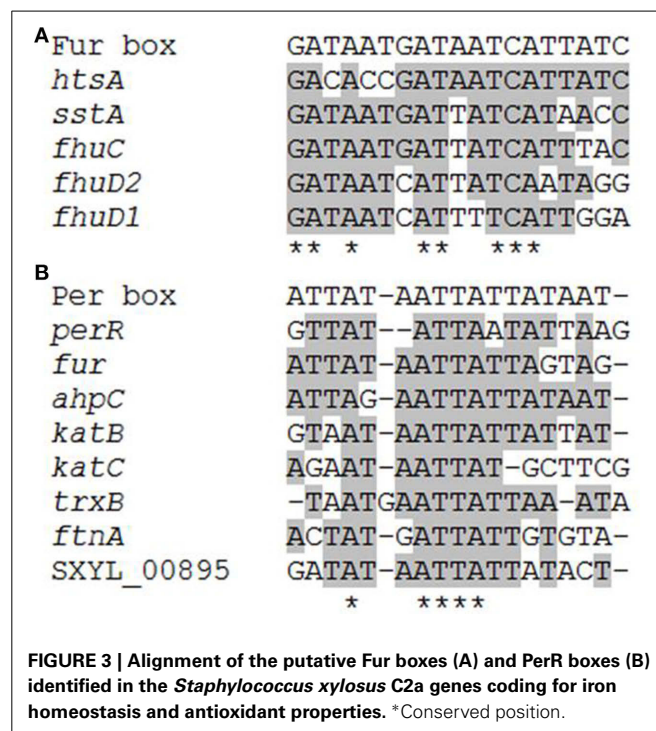 A
Fur box GATAATGATAATCATTATC
htsA GACACCGATAATCATTATC
sstA GATAATGATTATCATAACC
fhuC GATAATGATTATCATTTAC
fhuD2 GATAATCATTATCAATAGG
fhuD1 GATAATCATTTTCATTGGA
** * ** ***
B
Per box ATTAT-AATTATTATAAT-
perR GTTAT--ATTAATATTAAG
fur ATTAT-AATTATTAGTAG-
ahpC ATTAG-AATTATTATAAT-
katB GTAAT-AATTATTATTAT-
katC AGAAT-AATTAT-GCTTCG
trxB -TAATGAATTATTAA-ATA
ftnA ACTAT-GATTATTGTGTA-
SXYL_00895 GATAT-AATTATTATACT-
* ****
FIGURE 3 | Alignment of the putative Fur boxes (A) and PerR boxes (B)
identified in the Staphylococcus xylosus C2a genes coding for iron
homeostasis and antioxidant properties. *Conserved position.